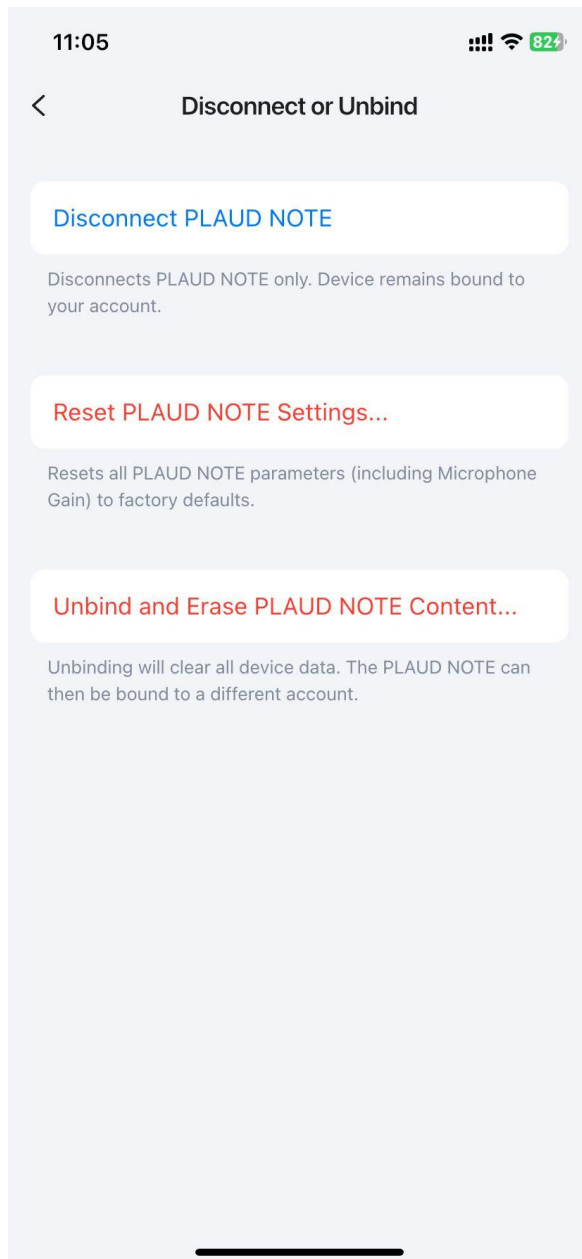 11:05
82
Disconnect or Unbind
Disconnect PLAUD NOTE
Disconnects PLAUD NOTE only. Device remains bound to
your account.
Reset PLAUD NOTE Settings...
Resets all PLAUD NOTE parameters (including Microphone
Gain) to factory defaults.
Unbind and Erase PLAUD NOTE Content...
Unbinding will clear all device data. The PLAUD NOTE can
then be bound to a different account.